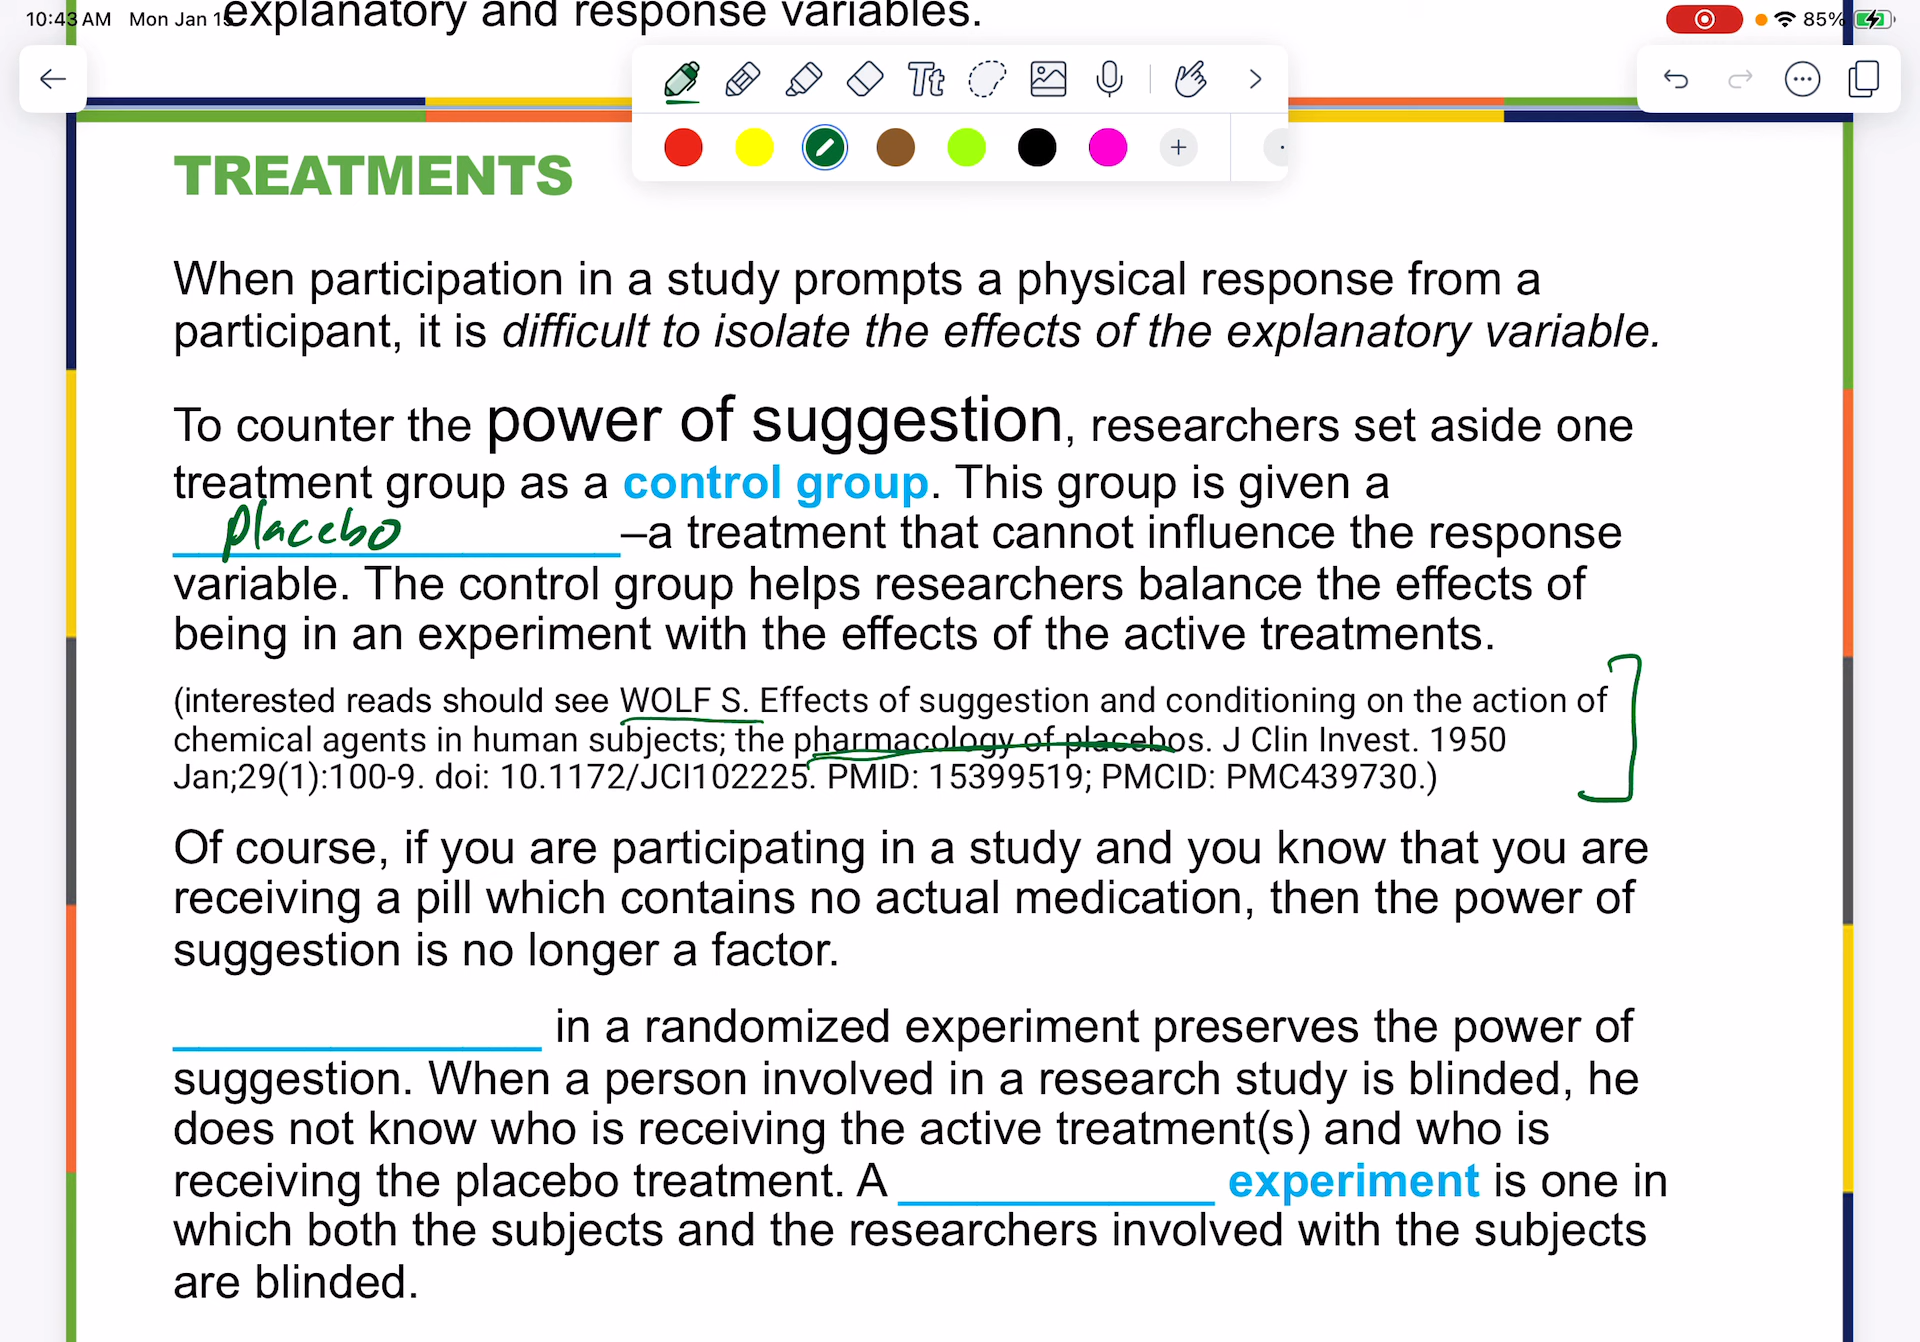 explanatory and response variables.
10:43 AM Mon Jan 15
85%
Tt
TREATMENTS
When participation in a study prompts a physical response from a
participant, it is difficult to isolate the effects of the explanatory variable.
To counter the power of suggestion, researchers set aside one
treatment group as a control group. This group is given a
placebo –a treatment that cannot influence the response
variable. The control group helps researchers balance the effects of
being in an experiment with the effects of the active treatments.
(interested reads should see WOLF S. Effects of suggestion and conditioning on the action of
chemical agents in human subjects; the pharmacology of placebos. J Clin Invest. 1950
Jan;29(1):100-9. doi: 10.1172/JCI102225. PMID: 15399519; PMCID: PMC439730.)
Of course, if you are participating in a study and you know that you are
receiving a pill which contains no actual medication, then the power of
suggestion is no longer a factor.
______________ in a randomized experiment preserves the power of
suggestion. When a person involved in a research study is blinded, he
does not know who is receiving the active treatment(s) and who is
receiving the placebo treatment. A ____________ experiment is one in
which both the subjects and the researchers involved with the subjects
are blinded.